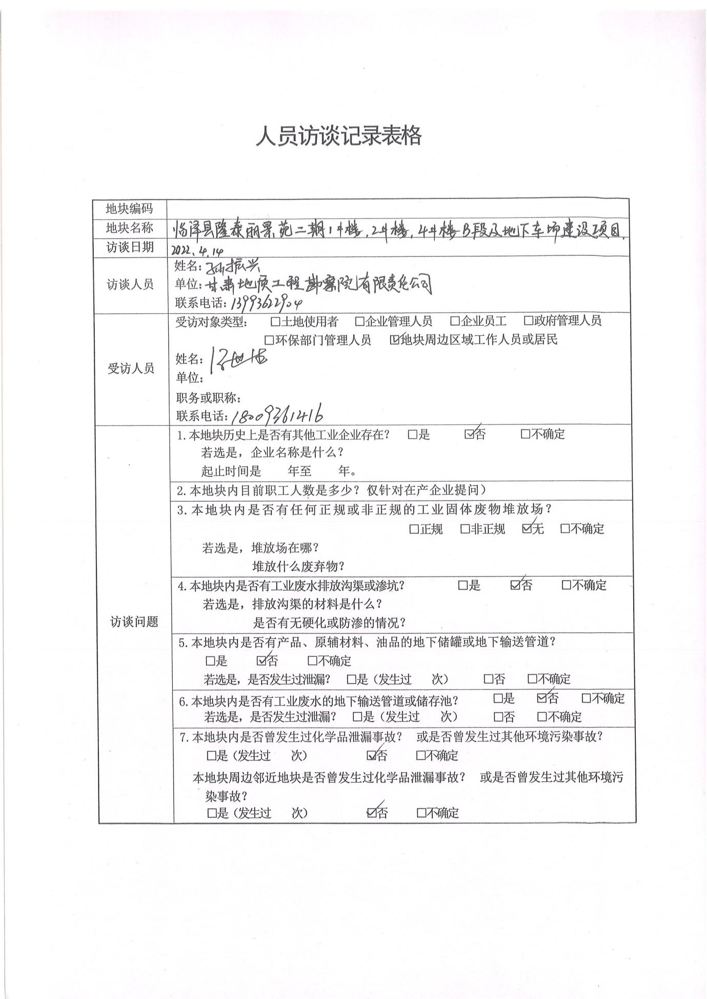 人员访谈记录表格
地块编码
地块名称 临泽县隆泰丽景苑二期1#楼,2#楼,4#楼B段及地下车场建设项目.
访谈日期 2022.4.14
访谈人员
姓名: 孙振兴
单位: 甘肃地质工程勘察院有限责任公司
联系电话: 13993622904
受访人员
受访对象类型: □土地使用者 □企业管理人员 □企业员工 □政府管理人员
□环保部门管理人员 ☑地块周边区域工作人员或居民
姓名:
单位:
职务或职称:
联系电话: 18009361416
访谈问题
1.本地块历史上是否有其他工业企业存在? □是 ☑否 □不确定
若选是，企业名称是什么?
起止时间是 年至 年。
2.本地块内目前职工人数是多少? 仅针对在产企业提问)
3.本地块内是否有任何正规或非正规的工业固体废物堆放场?
□正规 □非正规 ☑无 □不确定
若选是，堆放场在哪?
堆放什么废弃物?
4.本地块内是否有工业废水排放沟渠或渗坑? □是 ☑否 □不确定
若选是，排放沟渠的材料是什么?
是否有无硬化或防渗的情况?
5.本地块内是否有产品、原辅材料、油品的地下储罐或地下输送管道?
□是 ☑否 □不确定
若选是，是否发生过泄漏? □是（发生过 次） □否 □不确定
6.本地块内是否有工业废水的地下输送管道或储存池? □是 ☑否 □不确定
若选是，是否发生过泄漏? □是（发生过 次） □否 □不确定
7.本地块内是否曾发生过化学品泄漏事故? 或是否曾发生过其他环境污染事故?
□是（发生过 次） ☑否 □不确定
本地块周边邻近地块是否曾发生过化学品泄漏事故? 或是否曾发生过其他环境污
染事故?
□是（发生过 次） ☑否 □不确定